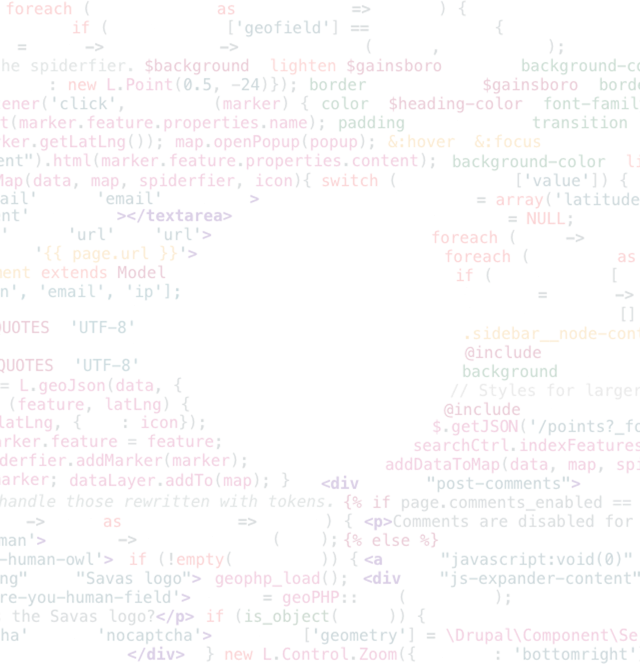 foreach ( as => ) {
if ( ['geofield'] == {
= -> -> ( , );
he spiderfier. $background lighten $gainsboro background-co
: new L.Point(0.5, -24)}); border $gainsboro borde
ener('click', (marker) { color $heading-color font-famil
t(marker.feature.properties.name); padding transition
ker.getLatLng()); map.openPopup(popup); &:hover &:focus
ent").html(marker.feature.properties.content); background-color li
Map(data, map, spiderfier, icon){ switch ( ['value']) {
ail' 'email' > = array('latitude
nt' ></textarea> = NULL;
' 'url' 'url'> foreach ( ->
'{{ page.url }}'> foreach ( as
ment extends Model if ( [
n', 'email', 'ip']; = ->
[]
QUOTES 'UTF-8' .sidebar__node-cont
@include
QUOTES 'UTF-8' background
= L.geoJson(data, { // Styles for larger
(feature, latLng) { @include
latLng, { : icon}); $.getJSON('/points?_fo
arker.feature = feature; searchCtrl.indexFeatures
derfier.addMarker(marker); addDataToMap(data, map, spi
marker; dataLayer.addTo(map); } <div "post-comments">
handle those rewritten with tokens. {% if page.comments_enabled ==
-> as => ) { <p>Comments are disabled for
man'> -> ( ); {% else %}
-human-owl'> if (!empty( )) { <a "javascript:void(0)"
ng" "Savas logo"> geophp_load(); <div "js-expander-content"
re-you-human-field'> = geoPHP:: ( );
the Savas logo?</p> if (is_object( )) {
ha' 'nocaptcha'> ['geometry'] = \Drupal\Component\Se
</div> } new L.Control.Zoom({ : 'bottomright'